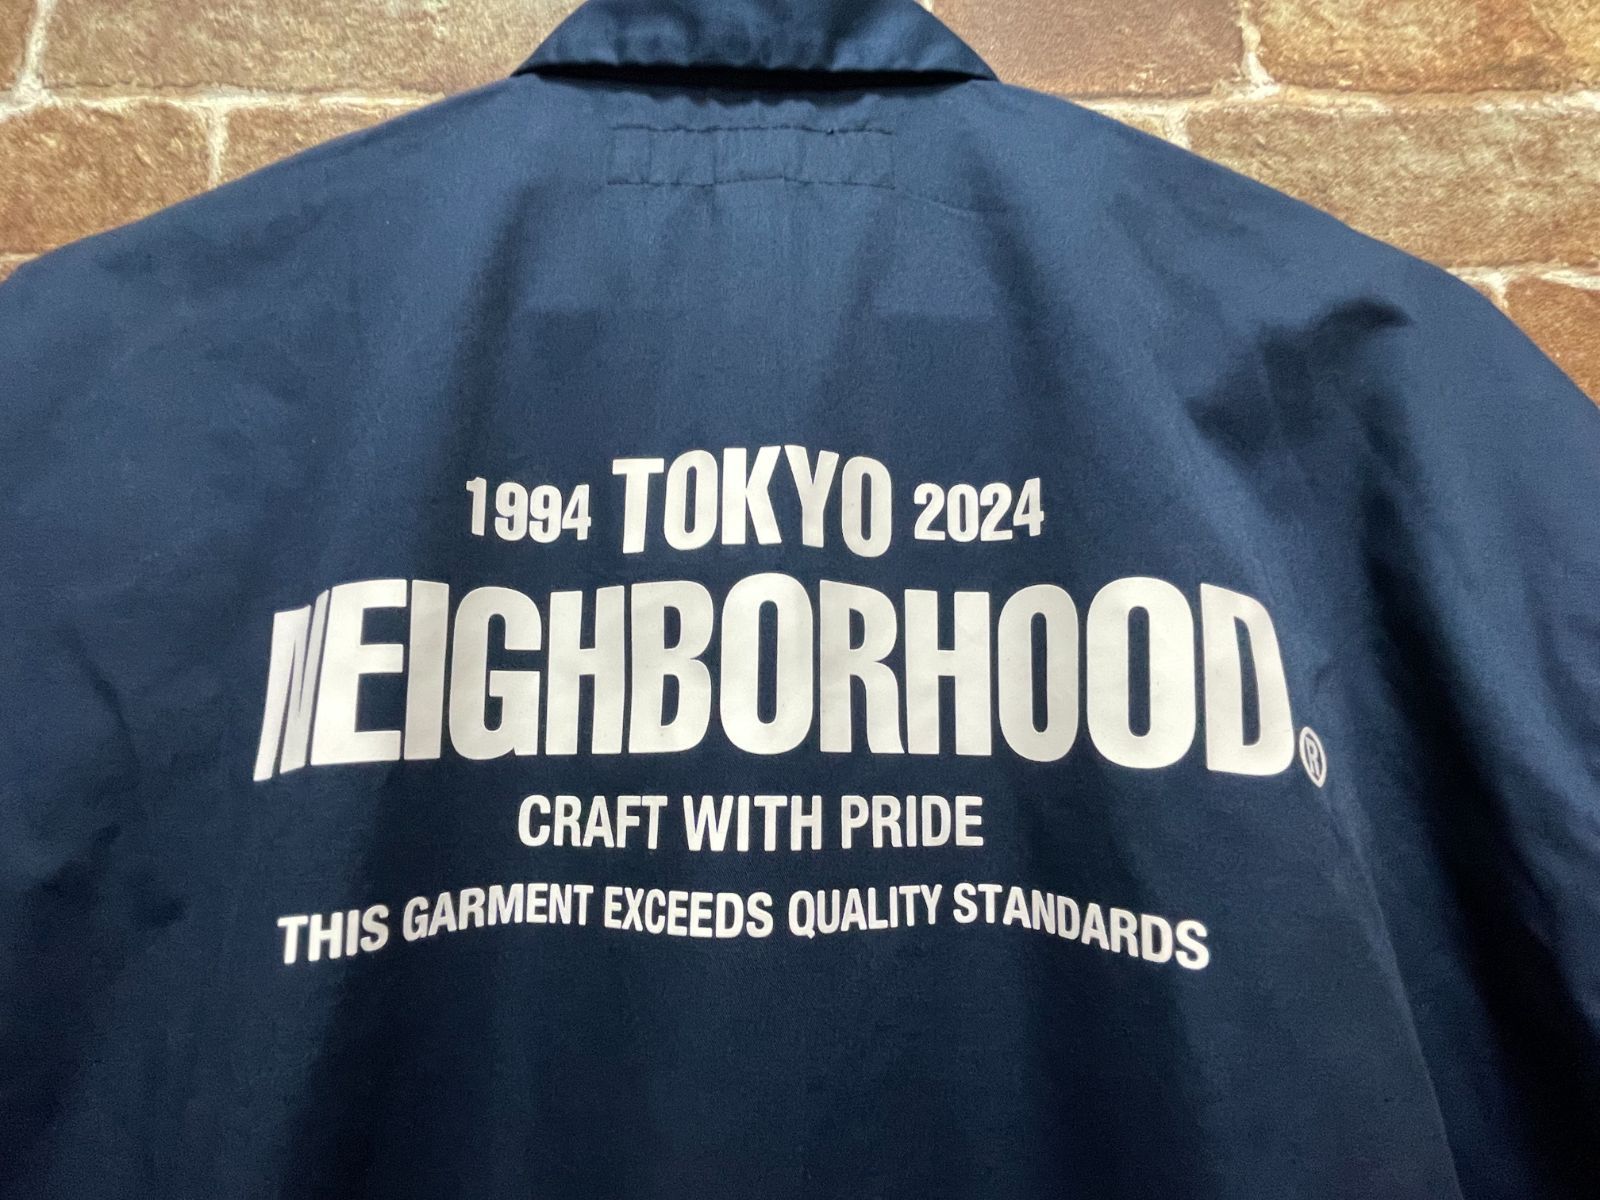 1994 TOKYO 2024
NEIGHBORHOOD®
CRAFT WITH PRIDE
THIS GARMENT EXCEEDS QUALITY STANDARDS